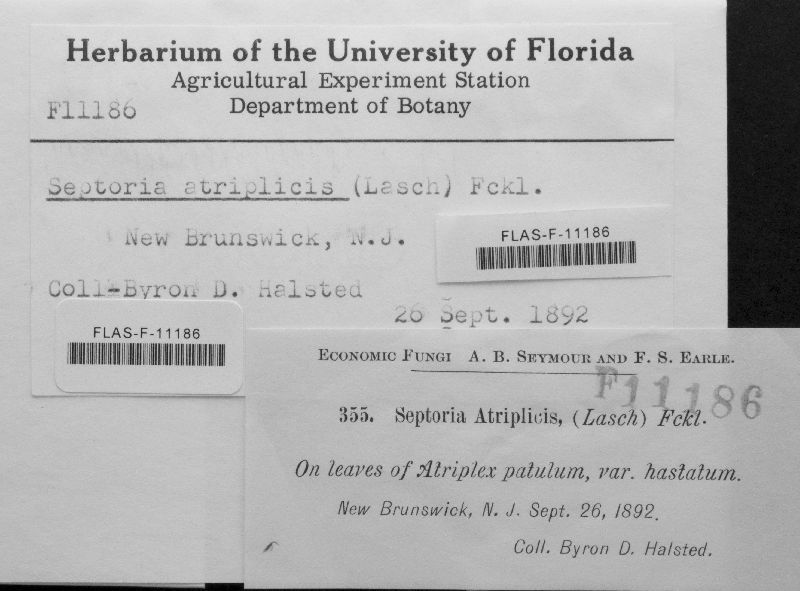 Herbarium of the University of Florida
Agricultural Experiment Station
Department of Botany
F11186
Septoria atriplicis (Lasch) Fckl.
New Brunswick, N.J.
FLAS-F-11186
Coll-Byron D. Halsted
26 Sept. 1892
FLAS-F-11186
Economic Fungi A. B. Seymour and F. S. Earle.
F11186
355. Septoria Atriplicis, (Lasch) Fckl.
On leaves of Atriplex patulum, var. hastatum.
New Brunswick, N. J. Sept. 26, 1892.
Coll. Byron D. Halsted.